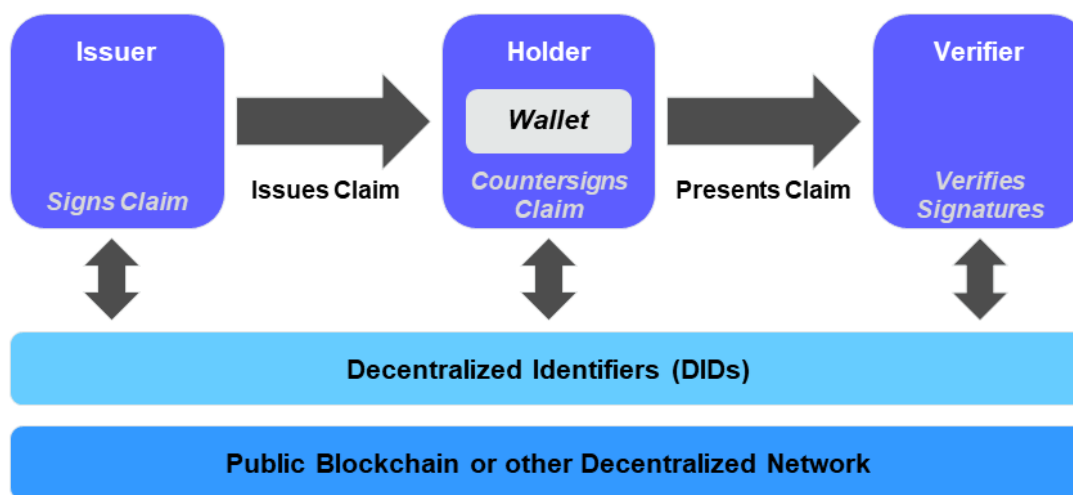 Issuer
Signs Claim
Issues Claim
Holder
Wallet
Countersigns
Claim
Presents Claim
Verifier
Verifies
Signatures
Decentralized Identifiers (DIDs)
Public Blockchain or other Decentralized Network